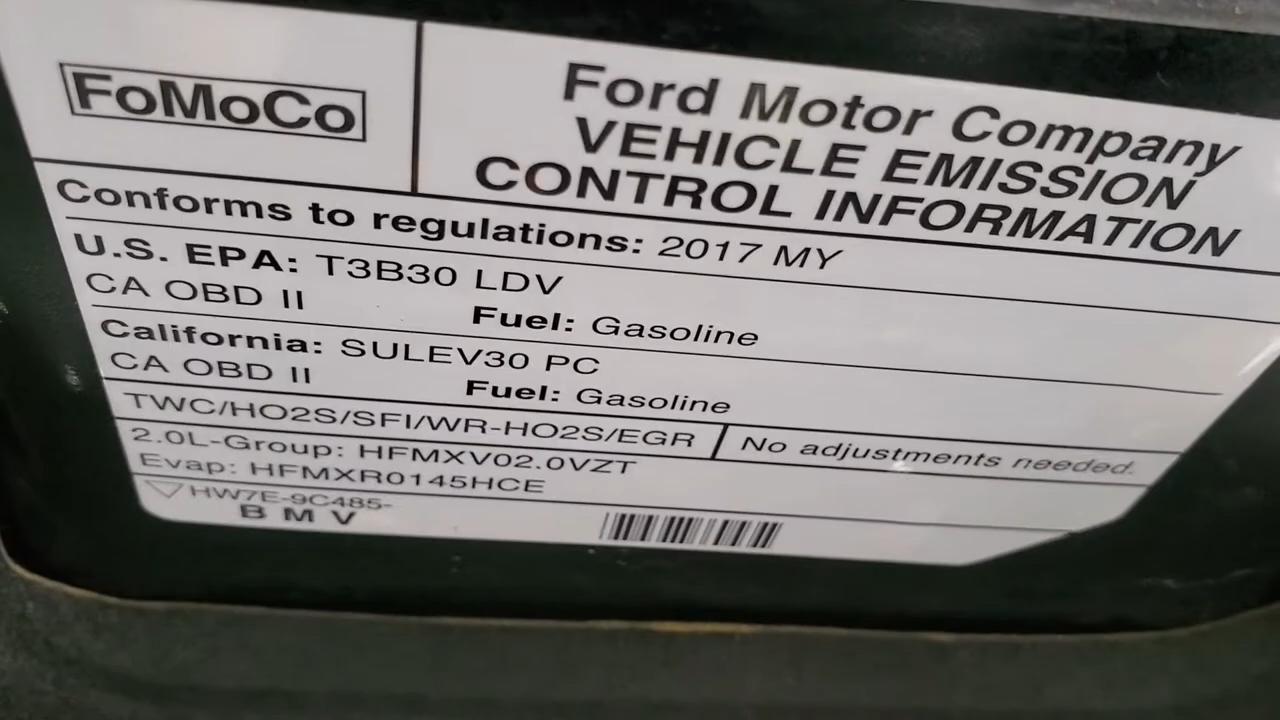 FoMoCo
Ford Motor Company
VEHICLE EMISSION
CONTROL INFORMATION
Conforms to regulations: 2017 MY
U.S. EPA: T3B30 LDV
CA OBD II Fuel: Gasoline
California: SULEV30 PC
CA OBD II Fuel: Gasoline
TWC/HO2S/SFI/WR-HO2S/EGR No adjustments needed.
2.0L-Group: HFMXV02.0VZT
Evap: HFMXR0145HCE
HW7E-9C485-
B M V